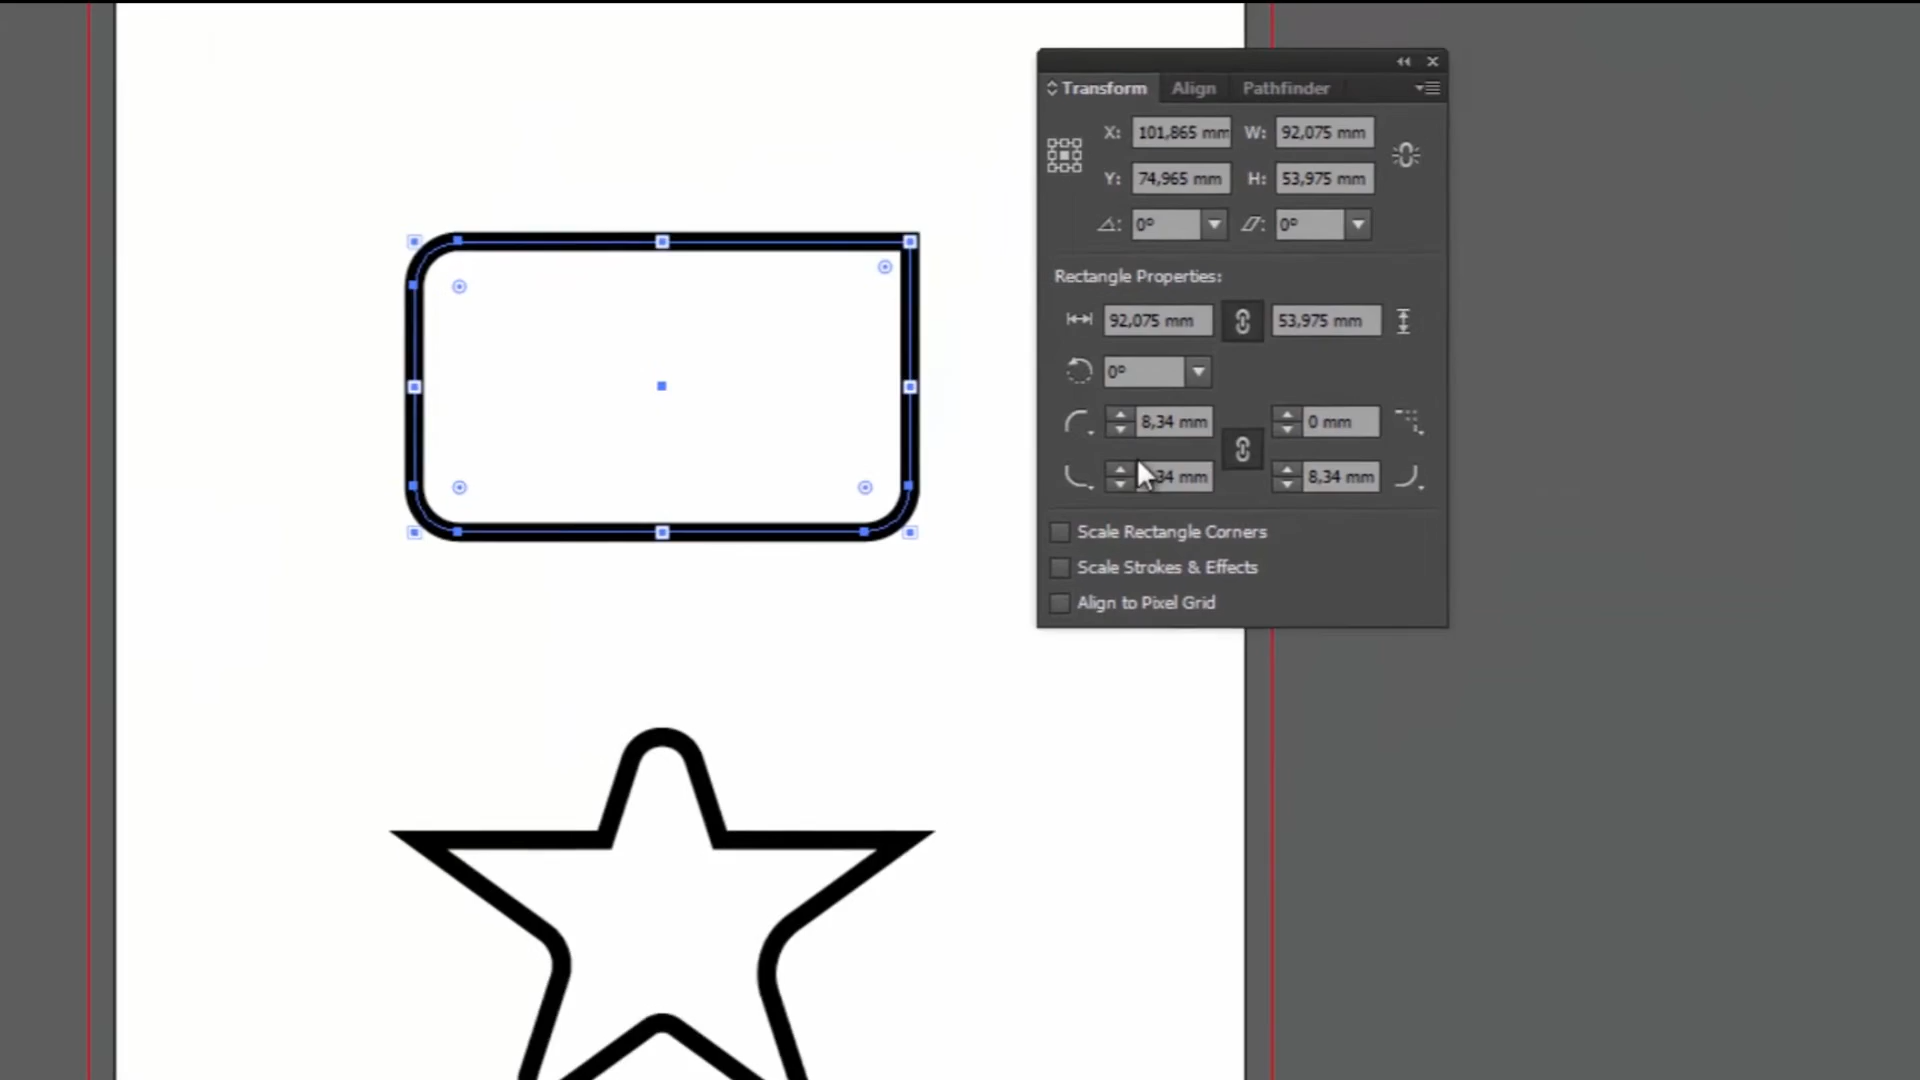 Transform Align Pathfinder
X: 101,865 mm W: 92,075 mm
Y: 74,965 mm H: 53,975 mm
0° 0°
Rectangle Properties:
92,075 mm 53,975 mm
0°
8,34 mm 0 mm
34 mm 8,34 mm
Scale Rectangle Corners
Scale Strokes & Effects
Align to Pixel Grid